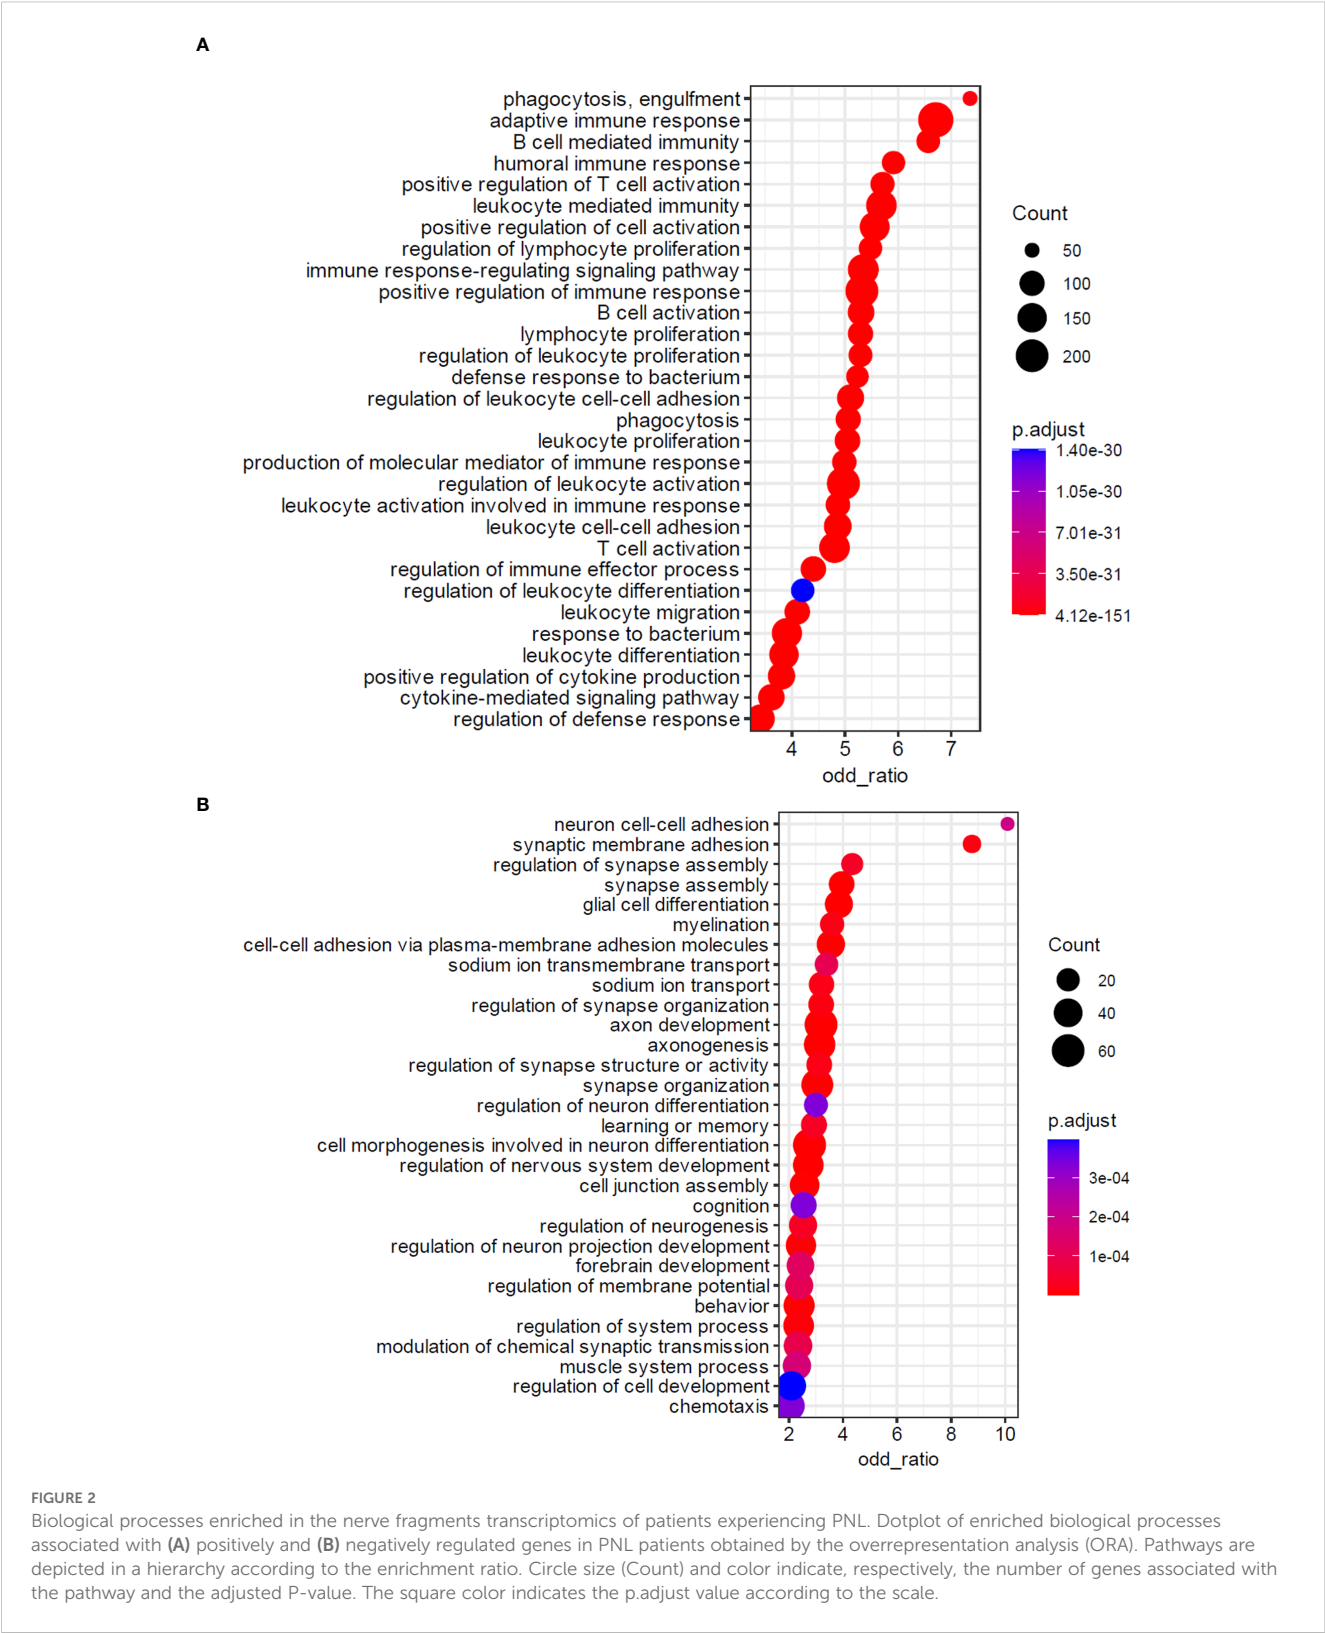 A
phagocytosis, engulfment
adaptive immune response
B cell mediated immunity
humoral immune response
positive regulation of T cell activation
leukocyte mediated immunity
positive regulation of cell activation
regulation of lymphocyte proliferation
immune response-regulating signaling pathway
positive regulation of immune response
B cell activation
lymphocyte proliferation
regulation of leukocyte proliferation
defense response to bacterium
regulation of leukocyte cell-cell adhesion
phagocytosis
leukocyte proliferation
production of molecular mediator of immune response
regulation of leukocyte activation
leukocyte activation involved in immune response
leukocyte cell-cell adhesion
T cell activation
regulation of immune effector process
regulation of leukocyte differentiation
leukocyte migration
response to bacterium
leukocyte differentiation
positive regulation of cytokine production
cytokine-mediated signaling pathway
regulation of defense response
4 5 6 7
odd_ratio
Count
50
100
150
200
p.adjust
1.40e-30
1.05e-30
7.01e-31
3.50e-31
4.12e-151
B
neuron cell-cell adhesion
synaptic membrane adhesion
regulation of synapse assembly
synapse assembly
glial cell differentiation
myelination
cell-cell adhesion via plasma-membrane adhesion molecules
sodium ion transmembrane transport
sodium ion transport
regulation of synapse organization
axon development
axonogenesis
regulation of synapse structure or activity
synapse organization
regulation of neuron differentiation
learning or memory
cell morphogenesis involved in neuron differentiation
regulation of nervous system development
cell junction assembly
cognition
regulation of neurogenesis
regulation of neuron projection development
forebrain development
regulation of membrane potential
behavior
regulation of system process
modulation of chemical synaptic transmission
muscle system process
regulation of cell development
chemotaxis
2 4 6 8 10
odd_ratio
Count
20
40
60
p.adjust
3e-04
2e-04
1e-04
FIGURE 2
Biological processes enriched in the nerve fragments transcriptomics of patients experiencing PNL. Dotplot of enriched biological processes
associated with (A) positively and (B) negatively regulated genes in PNL patients obtained by the overrepresentation analysis (ORA). Pathways are
depicted in a hierarchy according to the enrichment ratio. Circle size (Count) and color indicate, respectively, the number of genes associated with
the pathway and the adjusted P-value. The square color indicates the p.adjust value according to the scale.